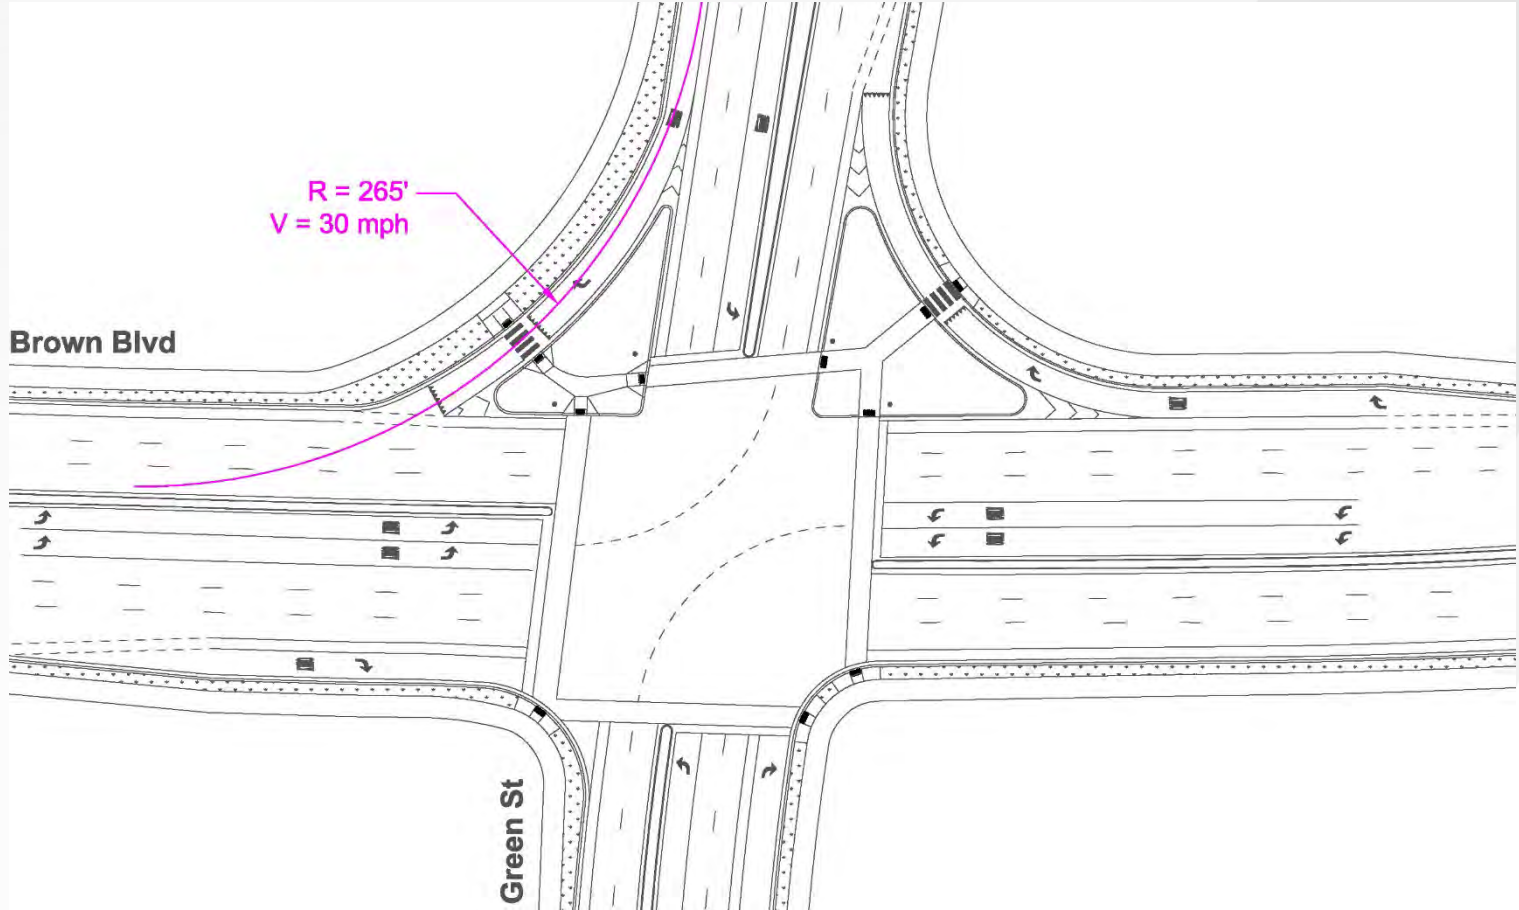 R = 265'
V = 30 mph
Brown Blvd
Green St